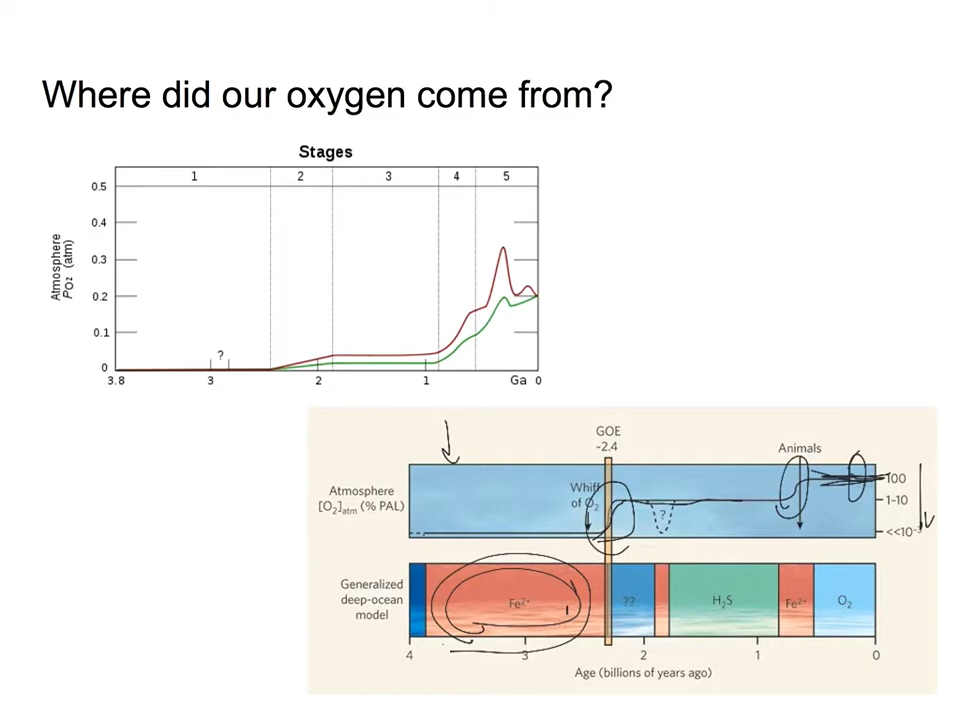 Where did our oxygen come from?
Stages
1 2 3 4 5
0.5
0.4
0.3
0.2
0.1
0
Atmosphere
PO2 (atm)
?
3.8 3 2 1 Ga 0
GOE
-2.4
Animals
Atmosphere
[O2]atm (% PAL)
Whiff
of O2
?
100
1-10
Generalized
deep-ocean
model
Fe2+ ?? H2S Fe2+ O2
4 3 2 1 0
Age (billions of years ago)